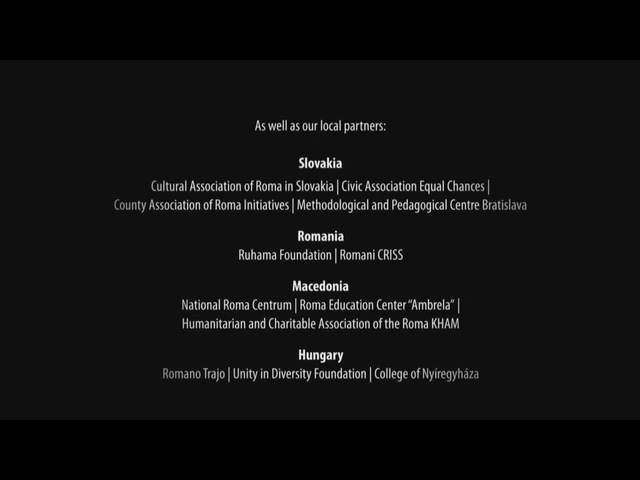 As well as our local partners:
Slovakia
Cultural Association of Roma in Slovakia | Civic Association Equal Chances |
County Association of Roma Initiatives | Methodological and Pedagogical Centre Bratislava
Romania
Ruhama Foundation | Romani CRISS
Macedonia
National Roma Centrum | Roma Education Center “Ambrela” |
Humanitarian and Charitable Association of the Roma KHAM
Hungary
Romano Trajo | Unity in Diversity Foundation | College of Nyíregyháza